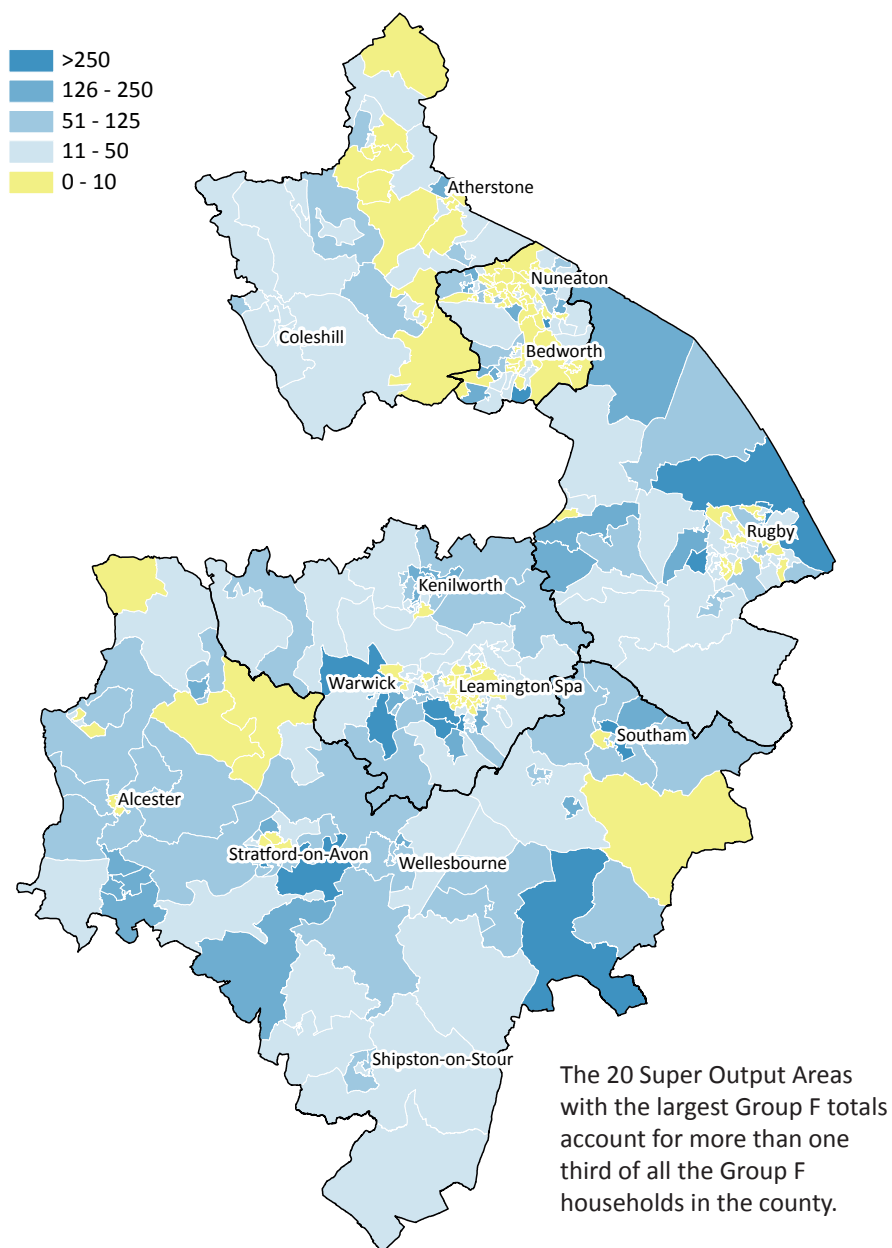 >250
126 - 250
51 - 125
11 - 50
0 - 10
Atherstone
Nuneaton
Coleshill
Bedworth
Rugby
Kenilworth
Warwick
Leamington Spa
Southam
Alcester
Stratford-on-Avon
Wellesbourne
Shipston-on-Stour
The 20 Super Output Areas
with the largest Group F totals
account for more than one
third of all the Group F
households in the county.